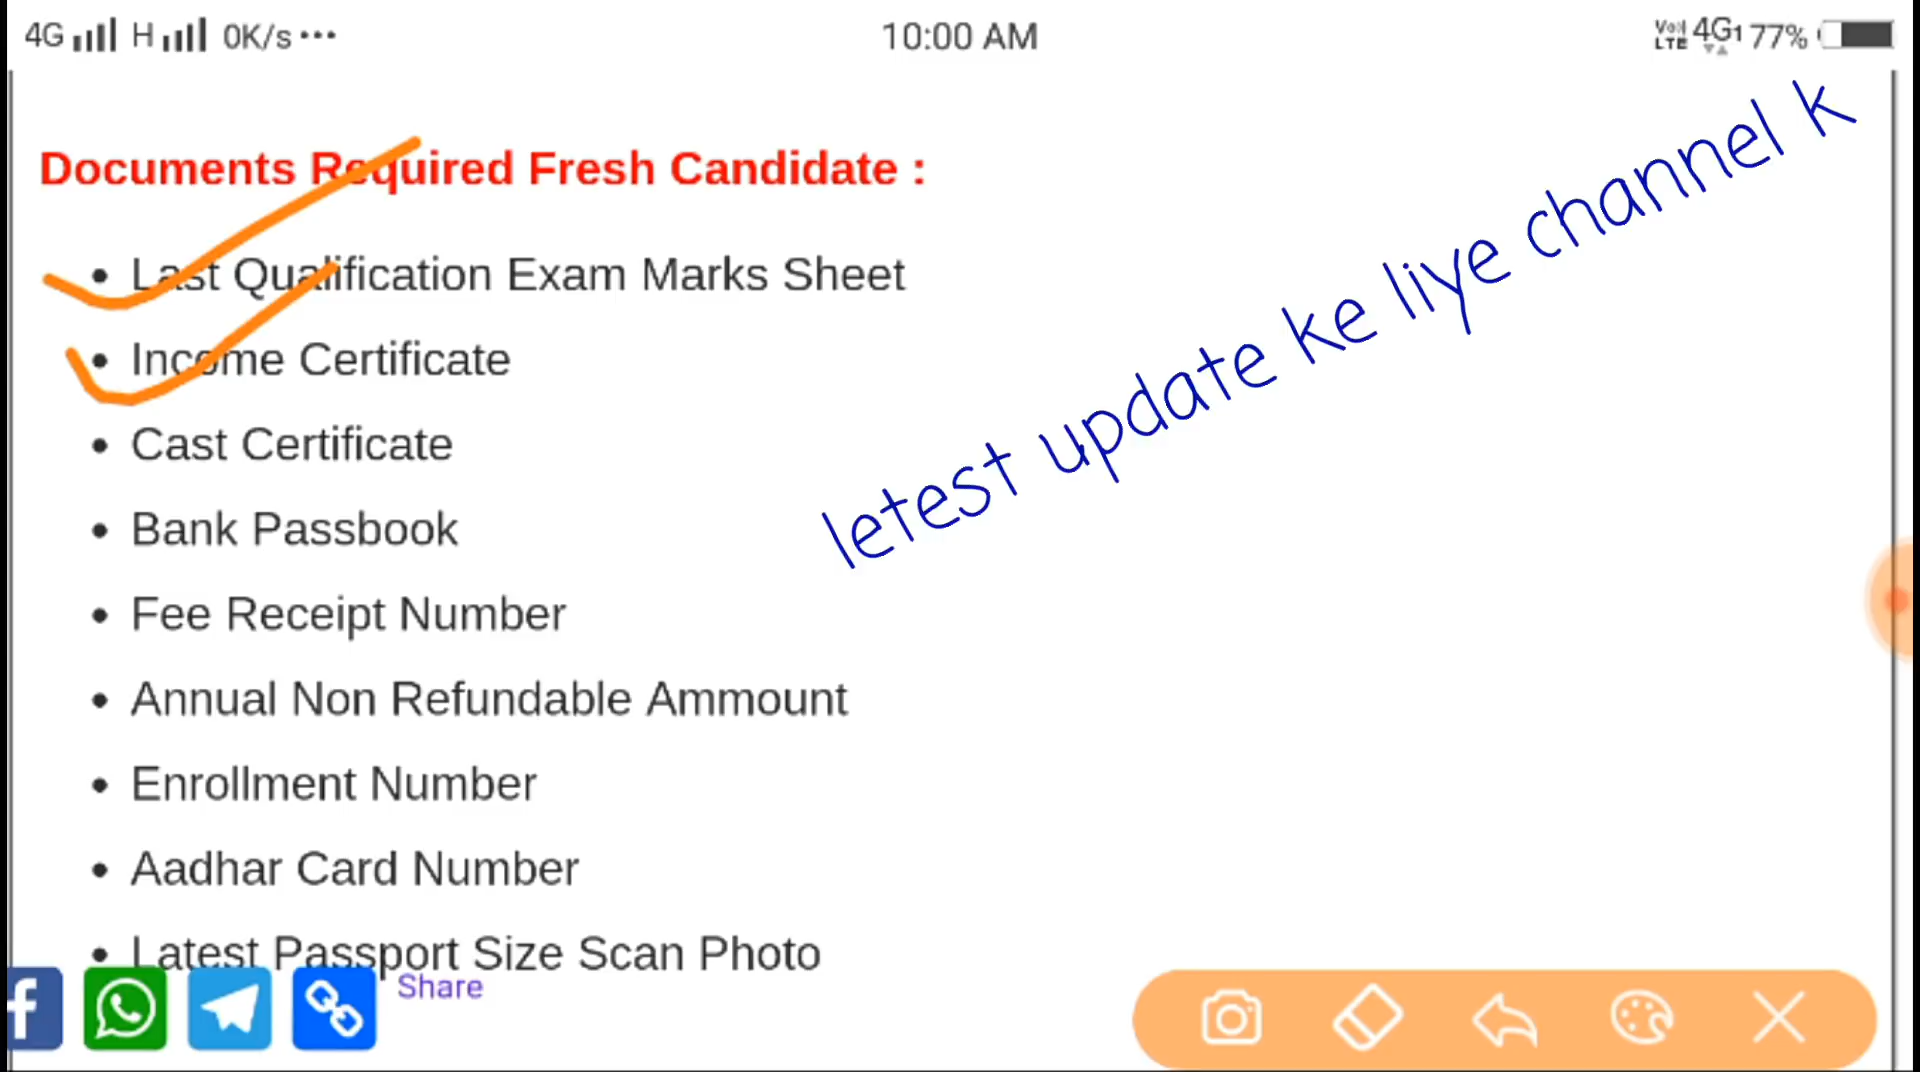 4G H 0K/s ... 10:00 AM VoLTE 4G1 77%
Documents Required Fresh Candidate :
• Last Qualification Exam Marks Sheet
• Income Certificate
• Cast Certificate
• Bank Passbook
• Fee Receipt Number
• Annual Non Refundable Ammount
• Enrollment Number
• Aadhar Card Number
• Latest Passport Size Scan Photo
letest update ke liye channel k
Share